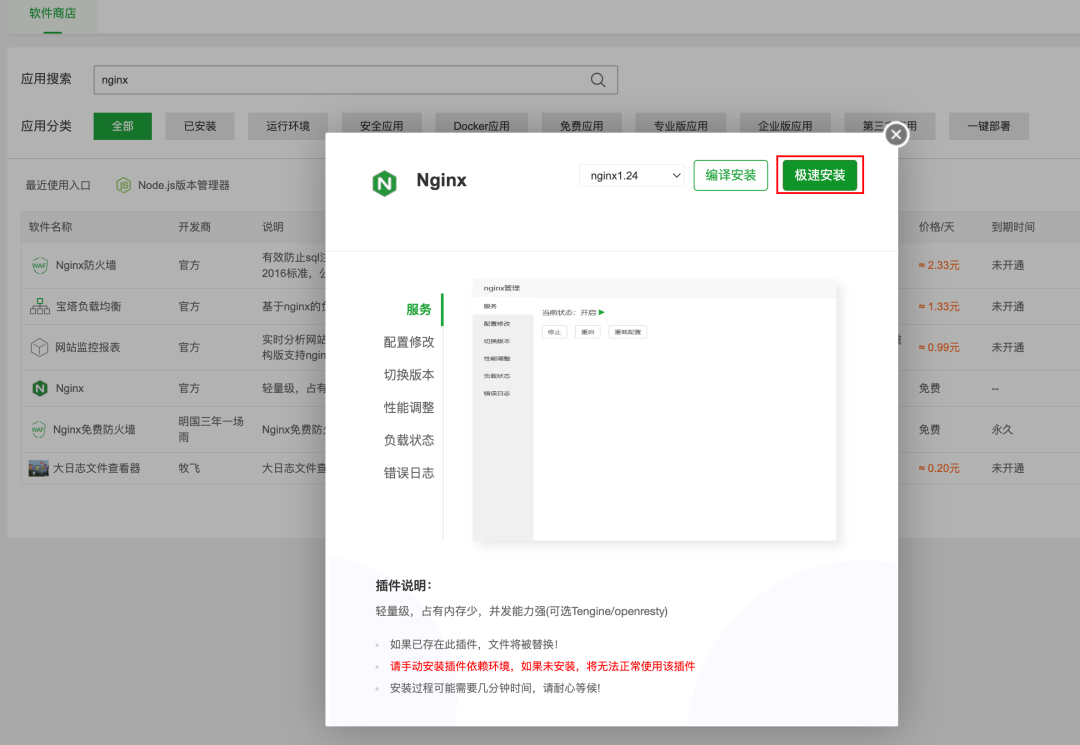 软件商店
应用搜索
nginx
应用分类
全部
已安装
运行环境
安全应用
Docker应用
免费应用
专业版应用
企业版应用
一键部署
最近使用入口
Node.js版本管理器
软件名称
开发商
说明
价格/天
到期时间
WAF
Nginx防火墙
官方
有效防止sql
2016标准,
≈ 2.33元
未开通
宝塔负载均衡
官方
基于nginx的
≈ 1.33元
未开通
网站监控报表
官方
实时分析网站
构版支持ngin
≈ 0.99元
未开通
Nginx
官方
轻量级,占有
免费
--
WAF
Nginx免费防火墙
明国三年一场
雨
Nginx免费防
免费
永久
大日志文件查看器
牧飞
大日志文件查
≈ 0.20元
未开通
Nginx
nginx1.24
编译安装
极速安装
服务
配置修改
切换版本
性能调整
负载状态
错误日志
nginx管理
服务
配置修改
切换版本
性能调整
负载状态
错误日志
当前状态:开启
停止
重启
重载配置
插件说明:
轻量级,占有内存少,并发能力强(可选Tengine/openresty)
如果已存在此插件,文件将被替换!
请手动安装插件依赖环境,如果未安装,将无法正常使用该插件
安装过程可能需要几分钟时间,请耐心等候!